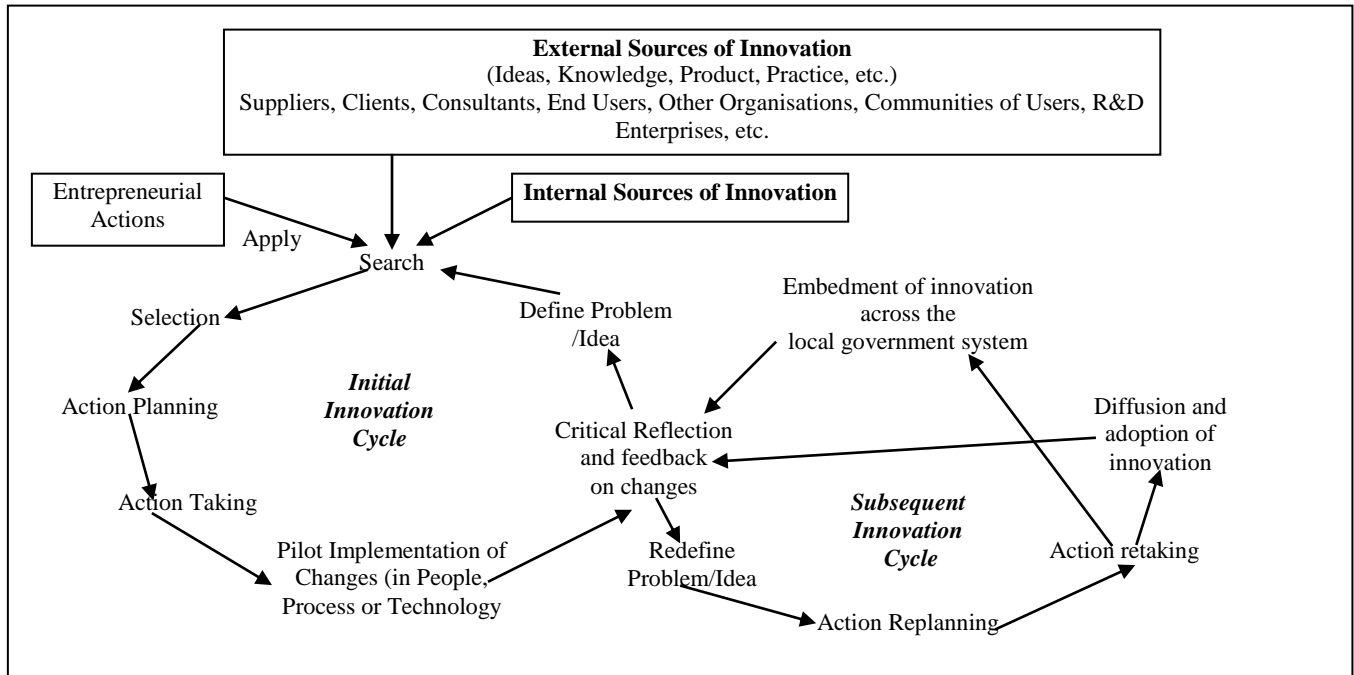 External Sources of Innovation
(Ideas, Knowledge, Product, Practice, etc.)
Suppliers, Clients, Consultants, End Users, Other Organisations, Communities of Users, R&D
Enterprises, etc.
Entrepreneurial
Actions
Internal Sources of Innovation
Apply
Search
Selection
Define Problem
/Idea
Embedment of innovation
across the
local government system
Initial
Innovation
Cycle
Action Planning
Critical Reflection
and feedback
on changes
Diffusion and
adoption of
innovation
Action Taking
Subsequent
Innovation
Cycle
Pilot Implementation of
Changes (in People,
Process or Technology
Redefine
Problem/Idea
Action retaking
Action Replanning